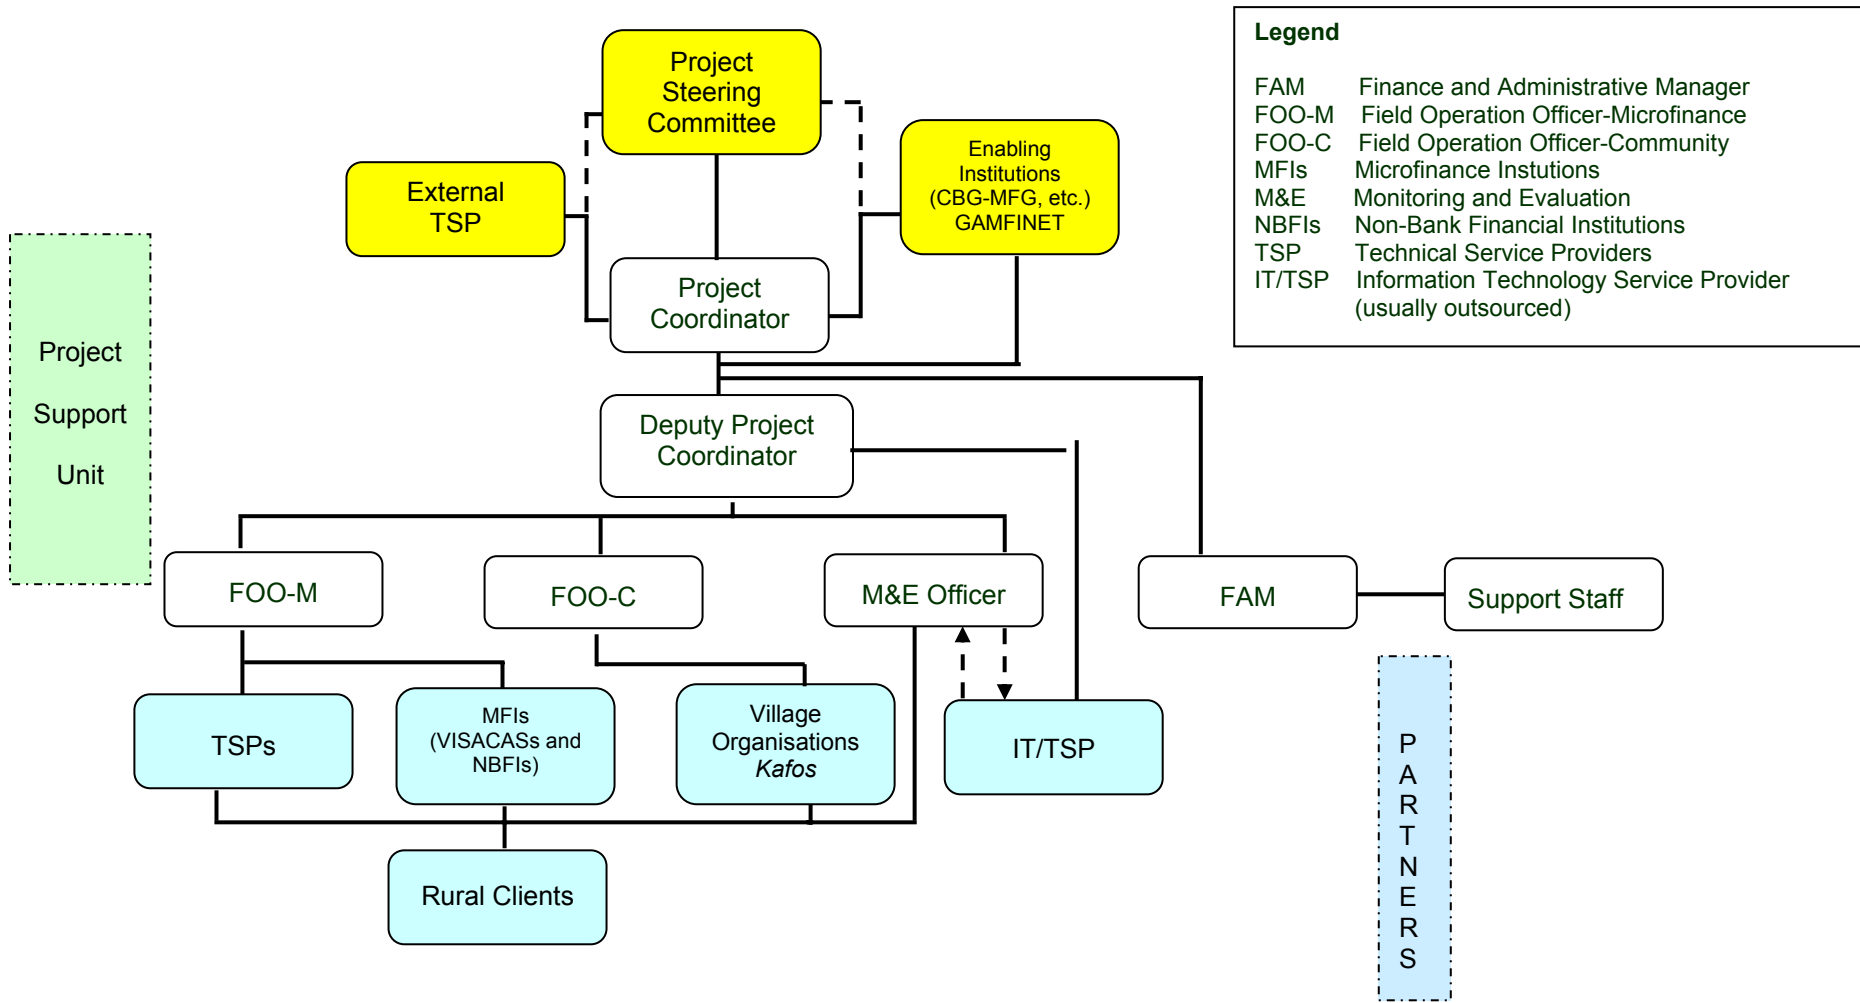 Project
Steering
Committee
External
TSP
Enabling
Institutions
(CBG-MFG, etc.)
GAMFINET
Legend
FAM Finance and Administrative Manager
FOO-M Field Operation Officer-Microfinance
FOO-C Field Operation Officer-Community
MFIs Microfinance Instutions
M&E Monitoring and Evaluation
NBFIs Non-Bank Financial Institutions
TSP Technical Service Providers
IT/TSP Information Technology Service Provider
(usually outsourced)
Project
Support
Unit
Project
Coordinator
Deputy Project
Coordinator
FOO-M
FOO-C
M&E Officer
FAM
Support Staff
TSPs
MFIs
(VISACASs and
NBFIs)
Village
Organisations
Kafos
IT/TSP
Rural Clients
P
A
R
T
N
E
R
S